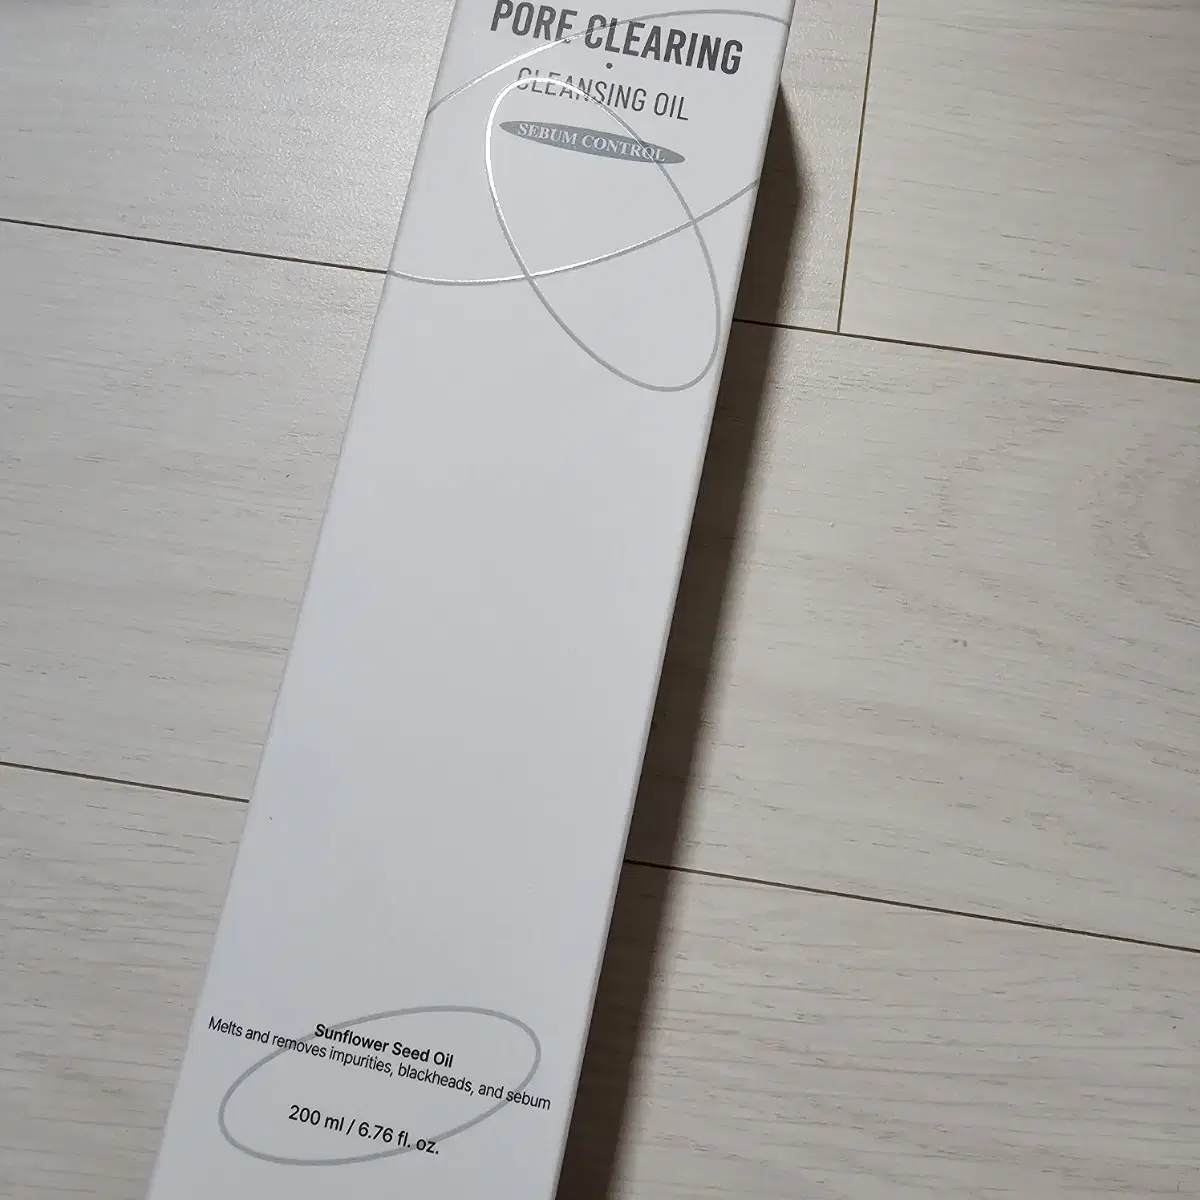 PORE CLEARING
CLEANSING OIL
SEBUM CONTROL
Sunflower Seed Oil
Melts and removes impurities, blackheads, and sebum
200 ml / 6.76 fl. oz.